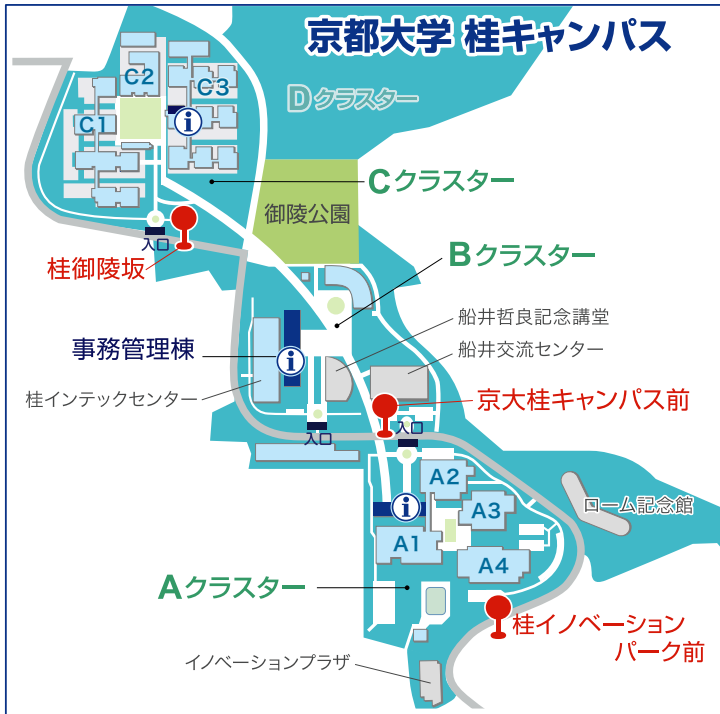 京都大学 桂キャンパス
C2
C3
Dクラスター
C1
i
Cクラスター
御陵公園
入口
桂御陵坂
Bクラスター
船井哲良記念講堂
事務管理棟
i
船井交流センター
桂インテックセンター
京大桂キャンパス前
入口
入口
A2
i
A3
ローム記念館
A1
A4
Aクラスター
桂イノベーション
パーク前
イノベーションプラザ